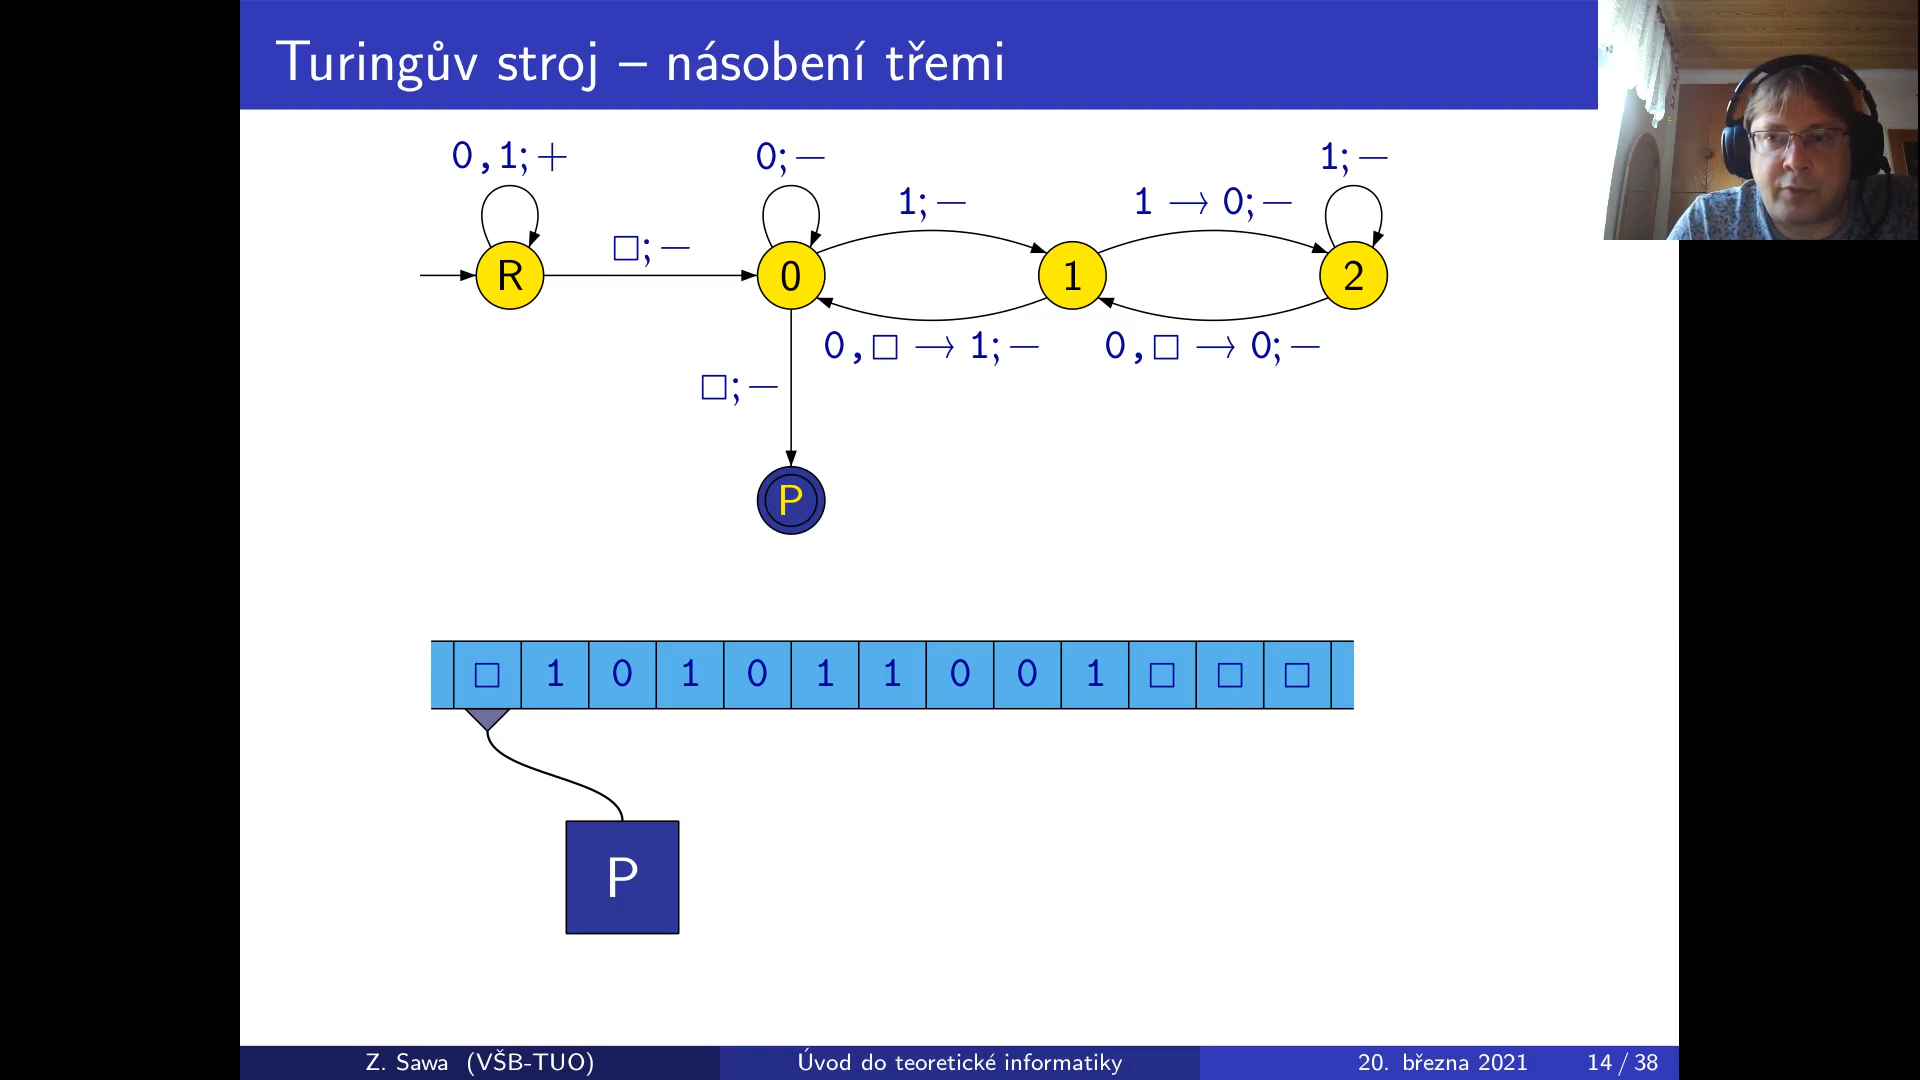 Turingův stroj – násobení třemi
0,1;+
0;−
1;−
1;−
1 → 0;−
□;−
R
0
1
2
0,□ → 1;−
0,□ → 0;−
□;−
P
□ 1 0 1 0 1 1 0 0 1 □ □ □
P
Z. Sawa (VŠB-TUO) Úvod do teoretické informatiky 20. března 2021 14 / 38